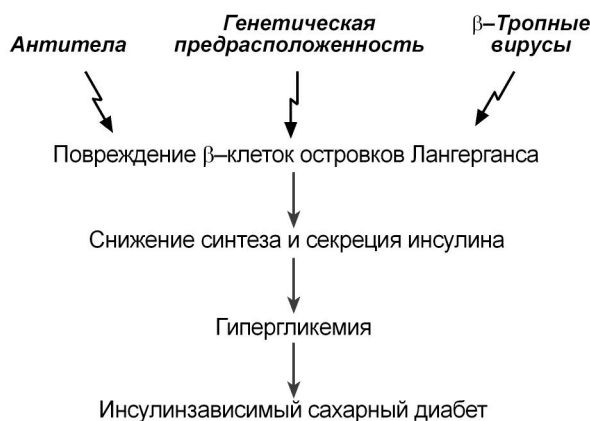 Антитела
Генетическая
предрасположенность
β–Тропные
вирусы
Повреждение β–клеток островков Лангерганса
Снижение синтеза и секреция инсулина
Гипергликемия
Инсулинзависимый сахарный диабет